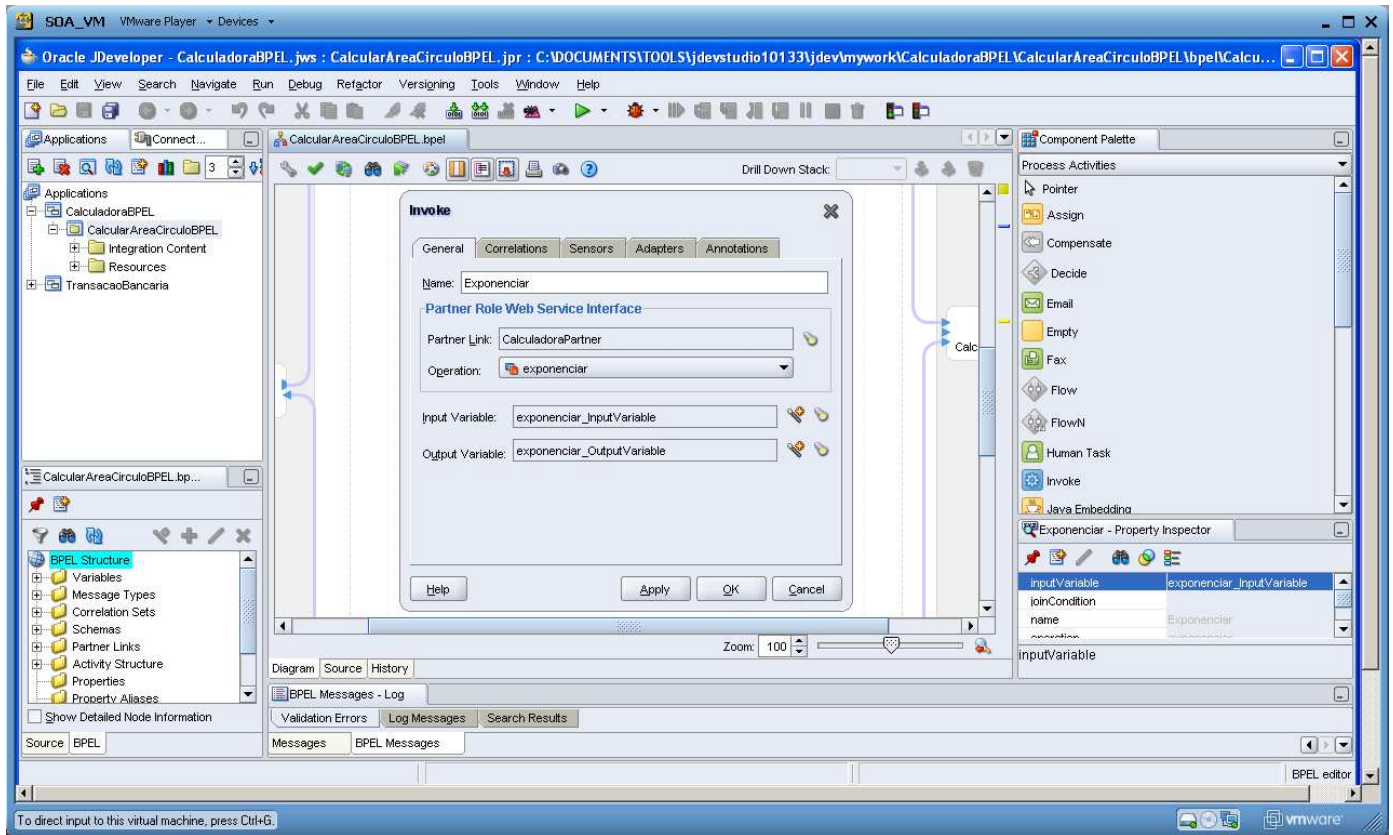 SOA_VM VMware Player Devices
Oracle JDeveloper - CalculadoraBPEL.jws : CalcularAreaCirculoBPEL.jpr : C:\DOCUMENTS\TOOLS\jdevstudio10133\jdev\mywork\CalculadoraBPEL\CalcularAreaCirculoBPEL\bpel\Calcu...
File Edit View Search Navigate Run Debug Refactor Versioning Tools Window Help
Applications Connect...
3
Applications
CalculadoraBPEL
CalcularAreaCirculoBPEL
Integration Content
Resources
TransacaoBancaria
CalcularAreaCirculoBPEL.bpel
Drill Down Stack:
Invoke
General Correlations Sensors Adapters Annotations
Name: Exponenciar
Partner Role Web Service Interface
Partner Link: CalculadoraPartner
Operation: exponenciar
Input Variable: exponenciar_InputVariable
Output Variable: exponenciar_OutputVariable
Help Apply OK Cancel
Calc
Zoom: 100
Diagram Source History
Component Palette
Process Activities
Pointer
Assign
Compensate
Decide
Email
Empty
Fax
Flow
FlowN
Human Task
Invoke
Java Embedding
CalcularAreaCirculoBPEL.bp...
BPEL Structure
Variables
Message Types
Correlation Sets
Schemas
Partner Links
Activity Structure
Properties
Property Aliases
Show Detailed Node Information
Source BPEL
Exponenciar - Property Inspector
inputVariable exponenciar_InputVariable
joinCondition
name Exponenciar
operation exponenciar
inputVariable
BPEL Messages - Log
Validation Errors Log Messages Search Results
Messages BPEL Messages
BPEL editor
To direct input to this virtual machine, press Ctrl+G.
vmware